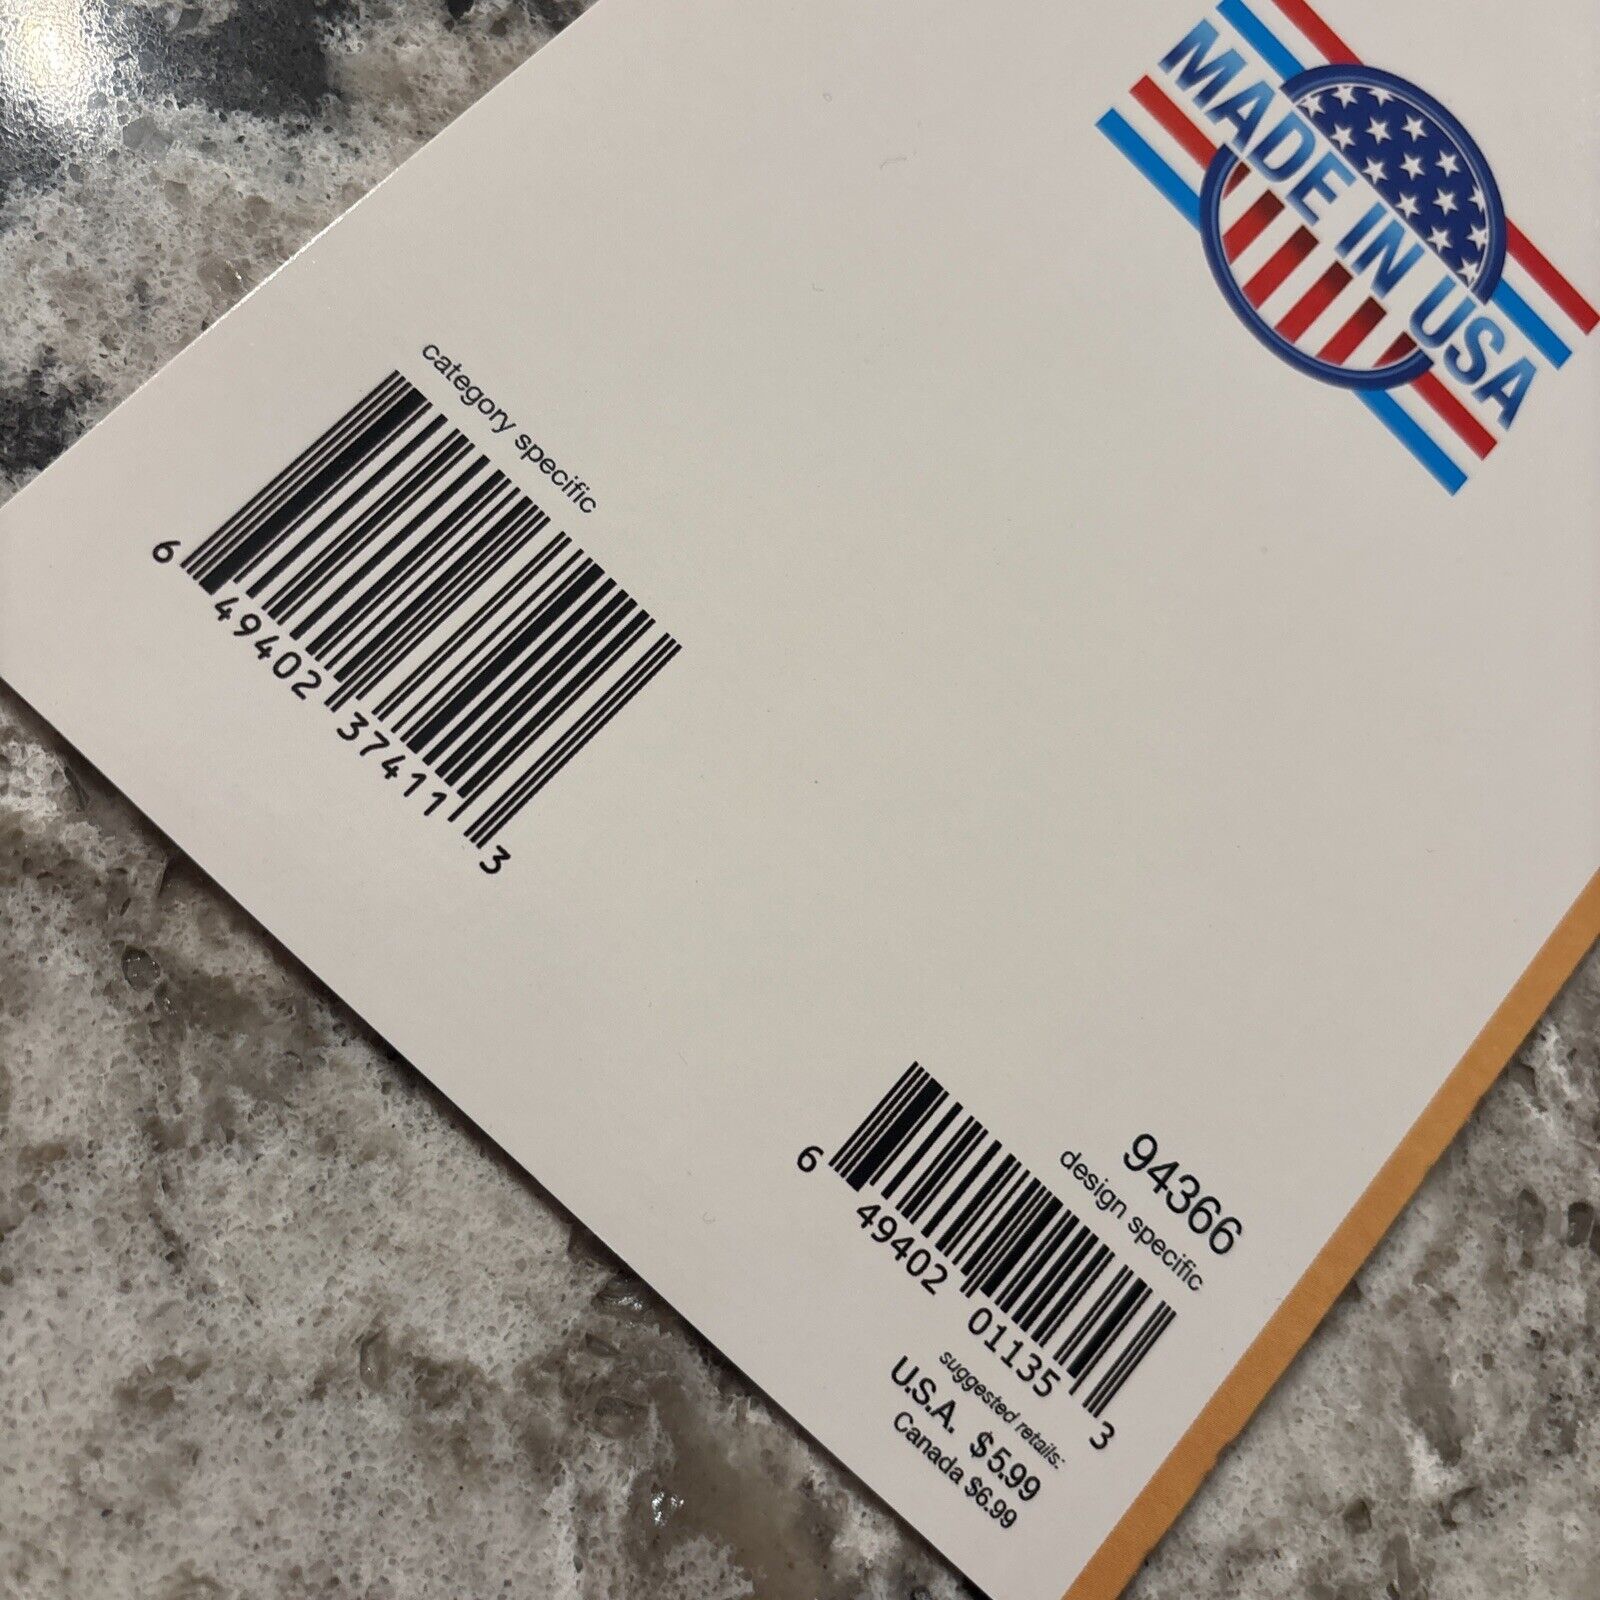 MADE IN USA
category specific
6 49402 37411 3
94366
design specific
6 49402 01135 3
suggested retails:
U.S.A. $5.99
Canada $6.99